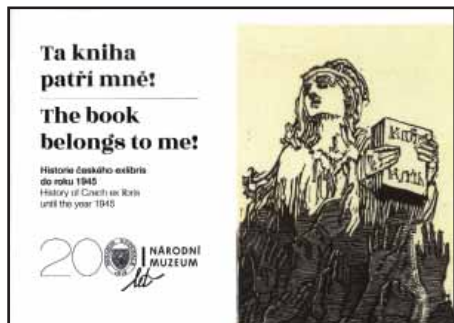 Ta kniha
patří mně!
The book
belongs to me!
Historie českého exlibris
do roku 1945
History of Czech ex libris
until the year 1945
200 let
NÁRODNÍ
MUZEUM